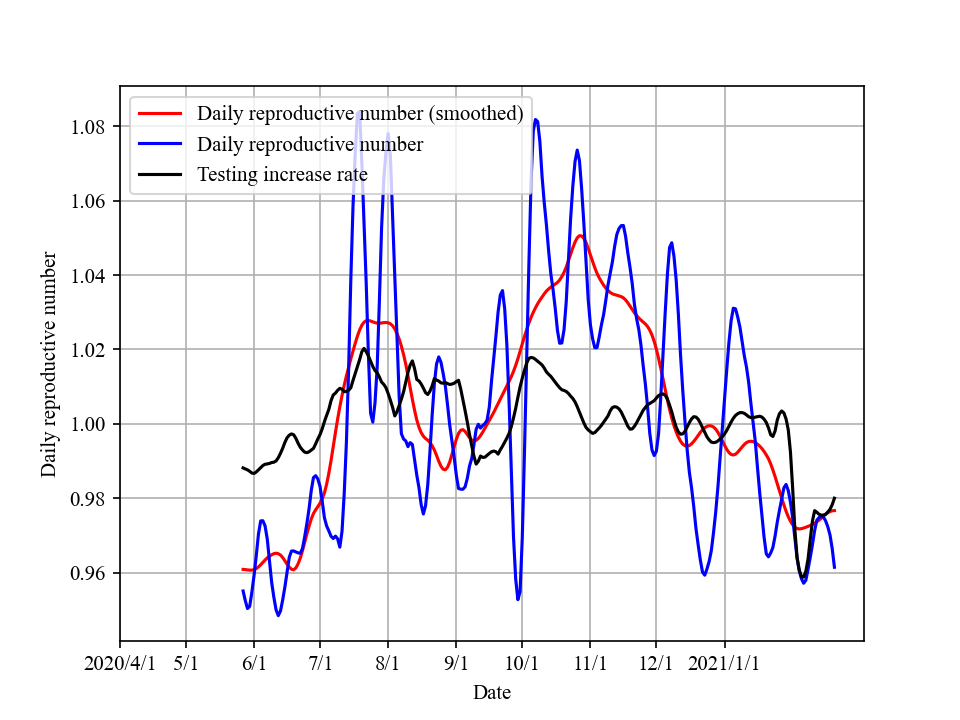 Daily reproductive number (smoothed)
Daily reproductive number
Testing increase rate
Daily reproductive number
1.08
1.06
1.04
1.02
1.00
0.98
0.96
2020/4/1 5/1 6/1 7/1 8/1 9/1 10/1 11/1 12/1 2021/1/1
Date